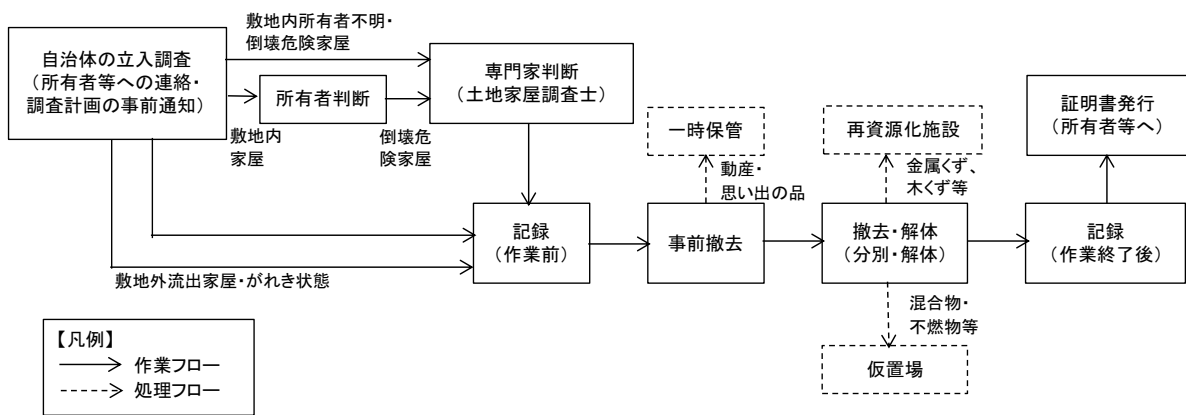 敷地内所有者不明・
倒壊危険家屋
自治体の立入調査
(所有者等への連絡・
調査計画の事前通知)
所有者判断
専門家判断
(土地家屋調査士)
敷地内
家屋
倒壊危
険家屋
一時保管
再資源化施設
証明書発行
(所有者等へ)
動産・
思い出の品
金属くず、
木くず等
記録
(作業前)
事前撤去
撤去・解体
(分別・解体)
記録
(作業終了後)
敷地外流出家屋・がれき状態
混合物・
不燃物等
仮置場
【凡例】
作業フロー
処理フロー